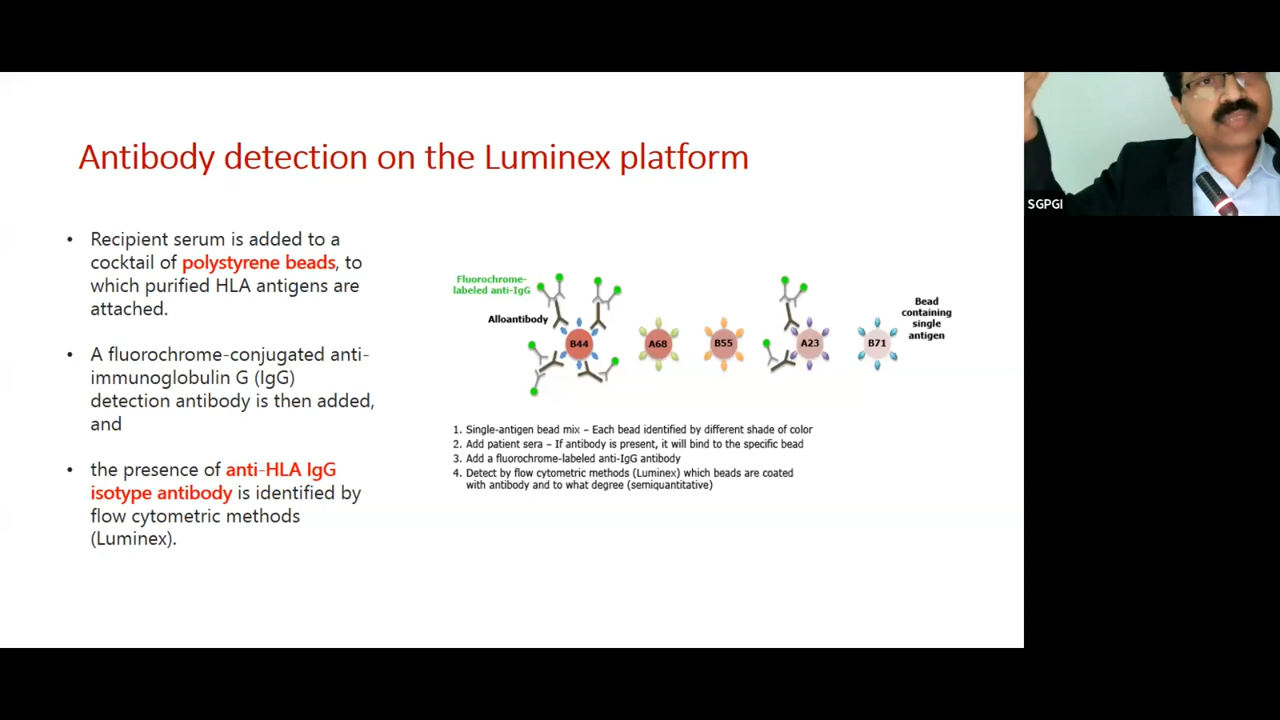 Antibody detection on the Luminex platform
SGPGI
• Recipient serum is added to a
cocktail of polystyrene beads, to
which purified HLA antigens are
attached.
• A fluorochrome-conjugated anti-
immunoglobulin G (IgG)
detection antibody is then added,
and
• the presence of anti-HLA IgG
isotype antibody is identified by
flow cytometric methods
(Luminex).
Fluorochrome-
labeled anti-IgG
Alloantibody
B44
A68
B55
A23
B71
Bead
containing
single
antigen
1. Single-antigen bead mix – Each bead identified by different shade of color
2. Add patient sera – If antibody is present, it will bind to the specific bead
3. Add a fluorochrome-labeled anti-IgG antibody
4. Detect by flow cytometric methods (Luminex) which beads are coated
with antibody and to what degree (semiquantitative)